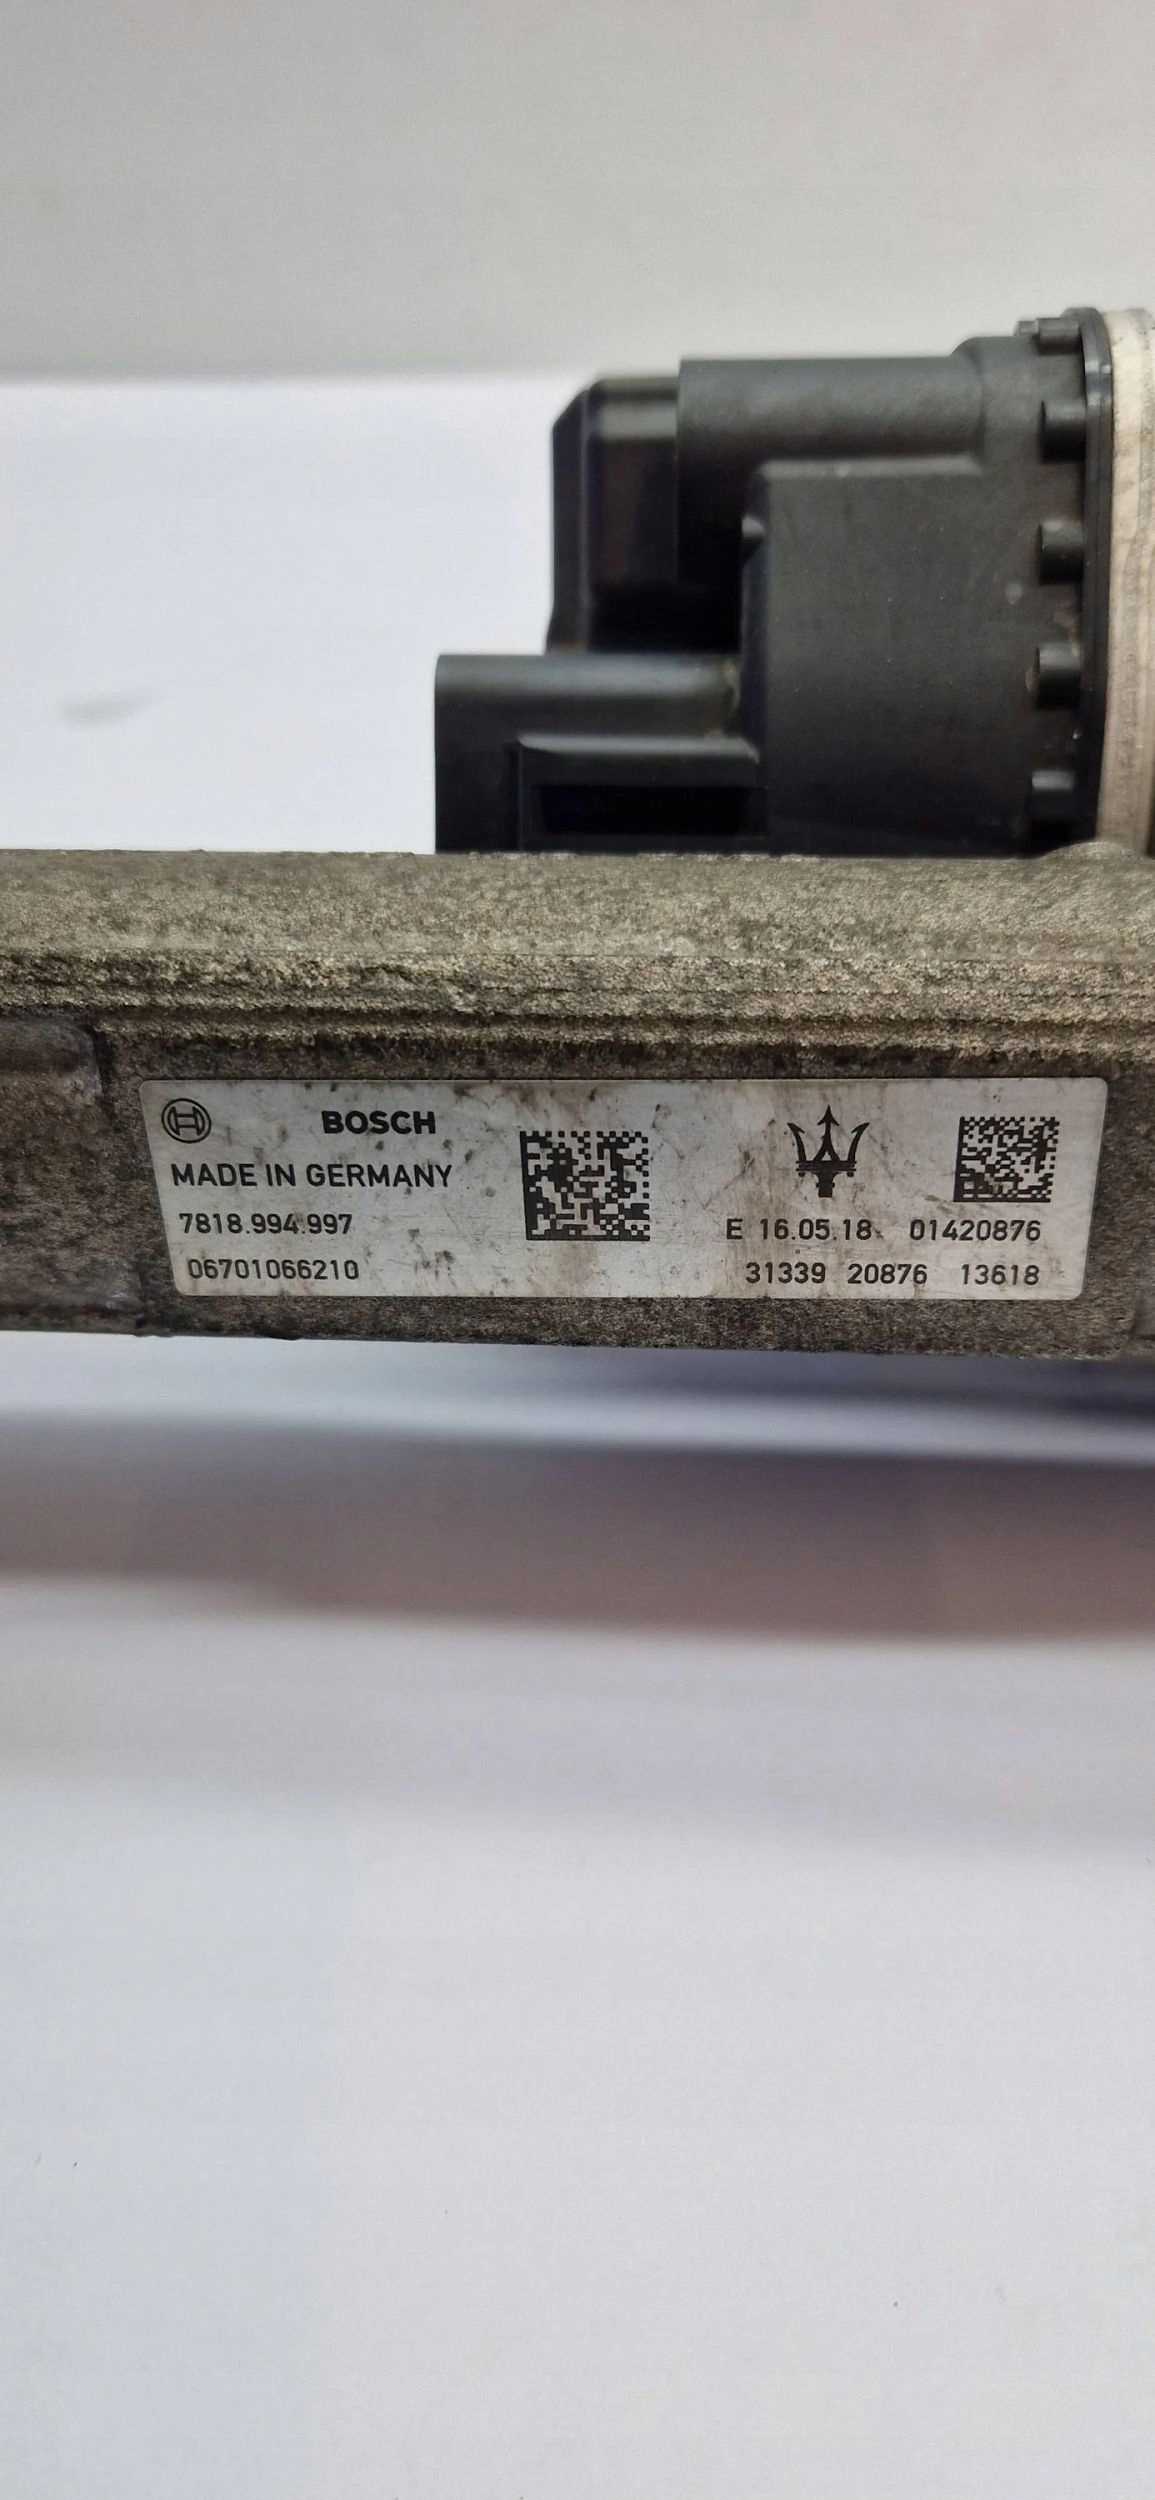 BOSCH
MADE IN GERMANY
7818.994.997
06701066210
E 16.05.18 01420876
31339 20876 13618